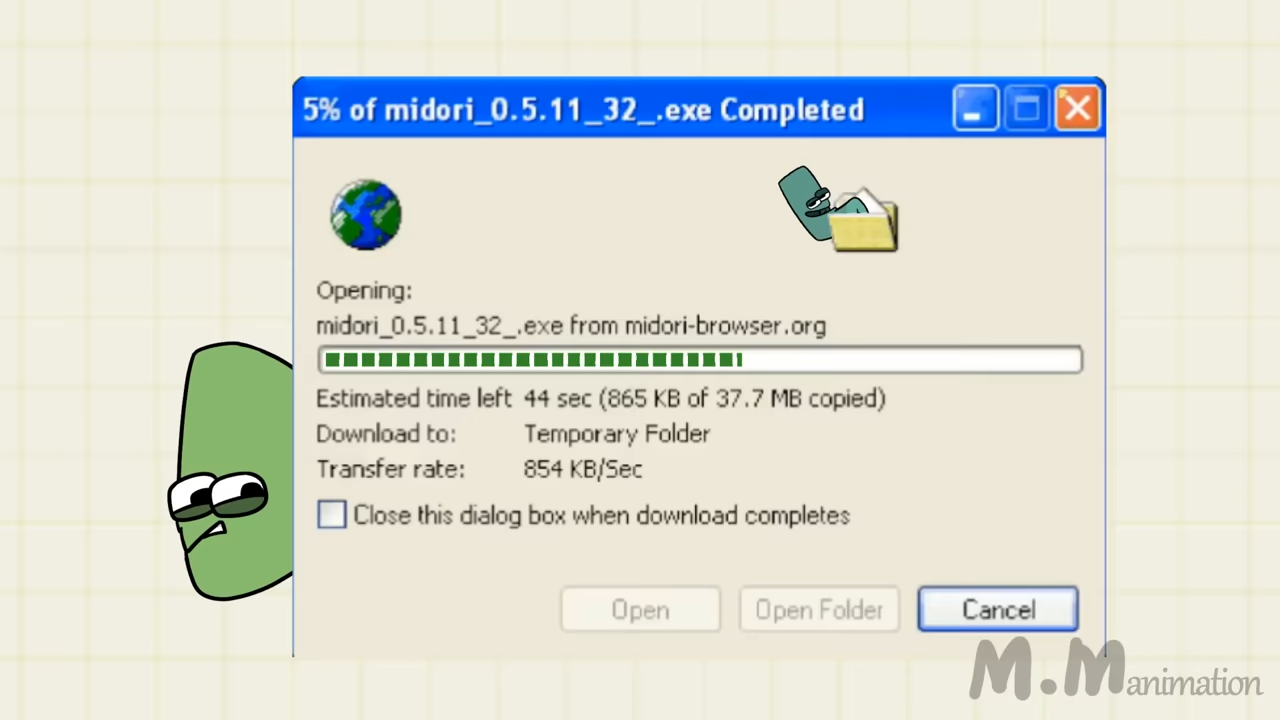 5% of midori_0.5.11_32_.exe Completed
Opening:
midori_0.5.11_32_.exe from midori-browser.org
Estimated time left 44 sec (865 KB of 37.7 MB copied)
Download to: Temporary Folder
Transfer rate: 854 KB/Sec
Close this dialog box when download completes
Open Open Folder Cancel
M.Manimation